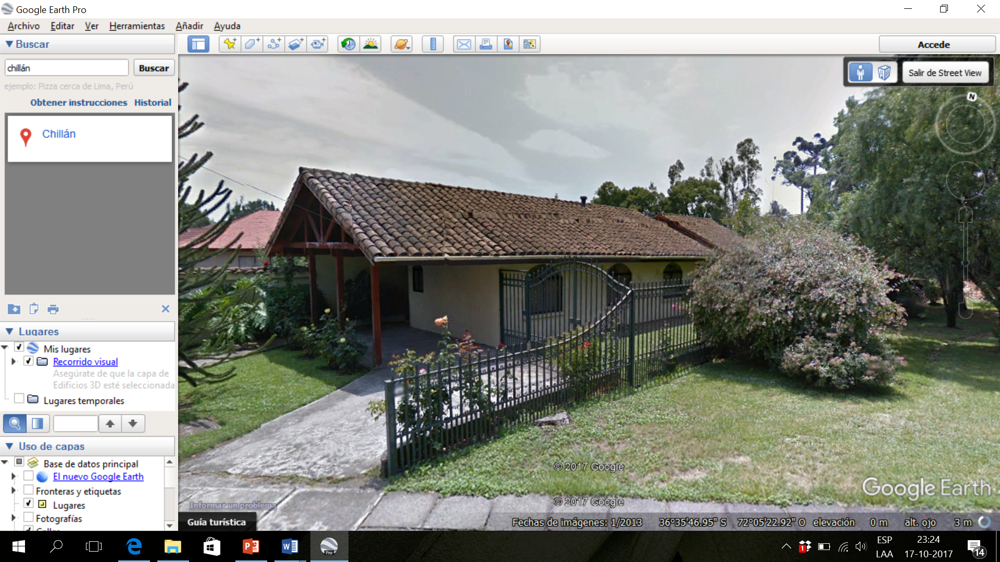 Google Earth Pro
Archivo Editar Ver Herramientas Añadir Ayuda
Buscar
chillán
Buscar
ejemplo: Pizza cerca de Lima, Perú
Obtener instrucciones Historial
Chillán
Lugares
Mis lugares
Recorrido visual
Asegúrate de que la capa de
Edificios 3D esté seleccionada
Lugares temporales
Uso de capas
Base de datos principal
El nuevo Google Earth
Fronteras y etiquetas
Lugares
Fotografías
Accede
Salir de Street View
N
© 2017 Google
Google Earth
© 2017 Google
Informar un problema
Guía turística
Fechas de imágenes: 1/2013 36°35'46.95" S 72°05'22.92" O elevación 0 m alt. ojo 3 m
Pro
1
ESP
LAA
23:24
17-10-2017
14